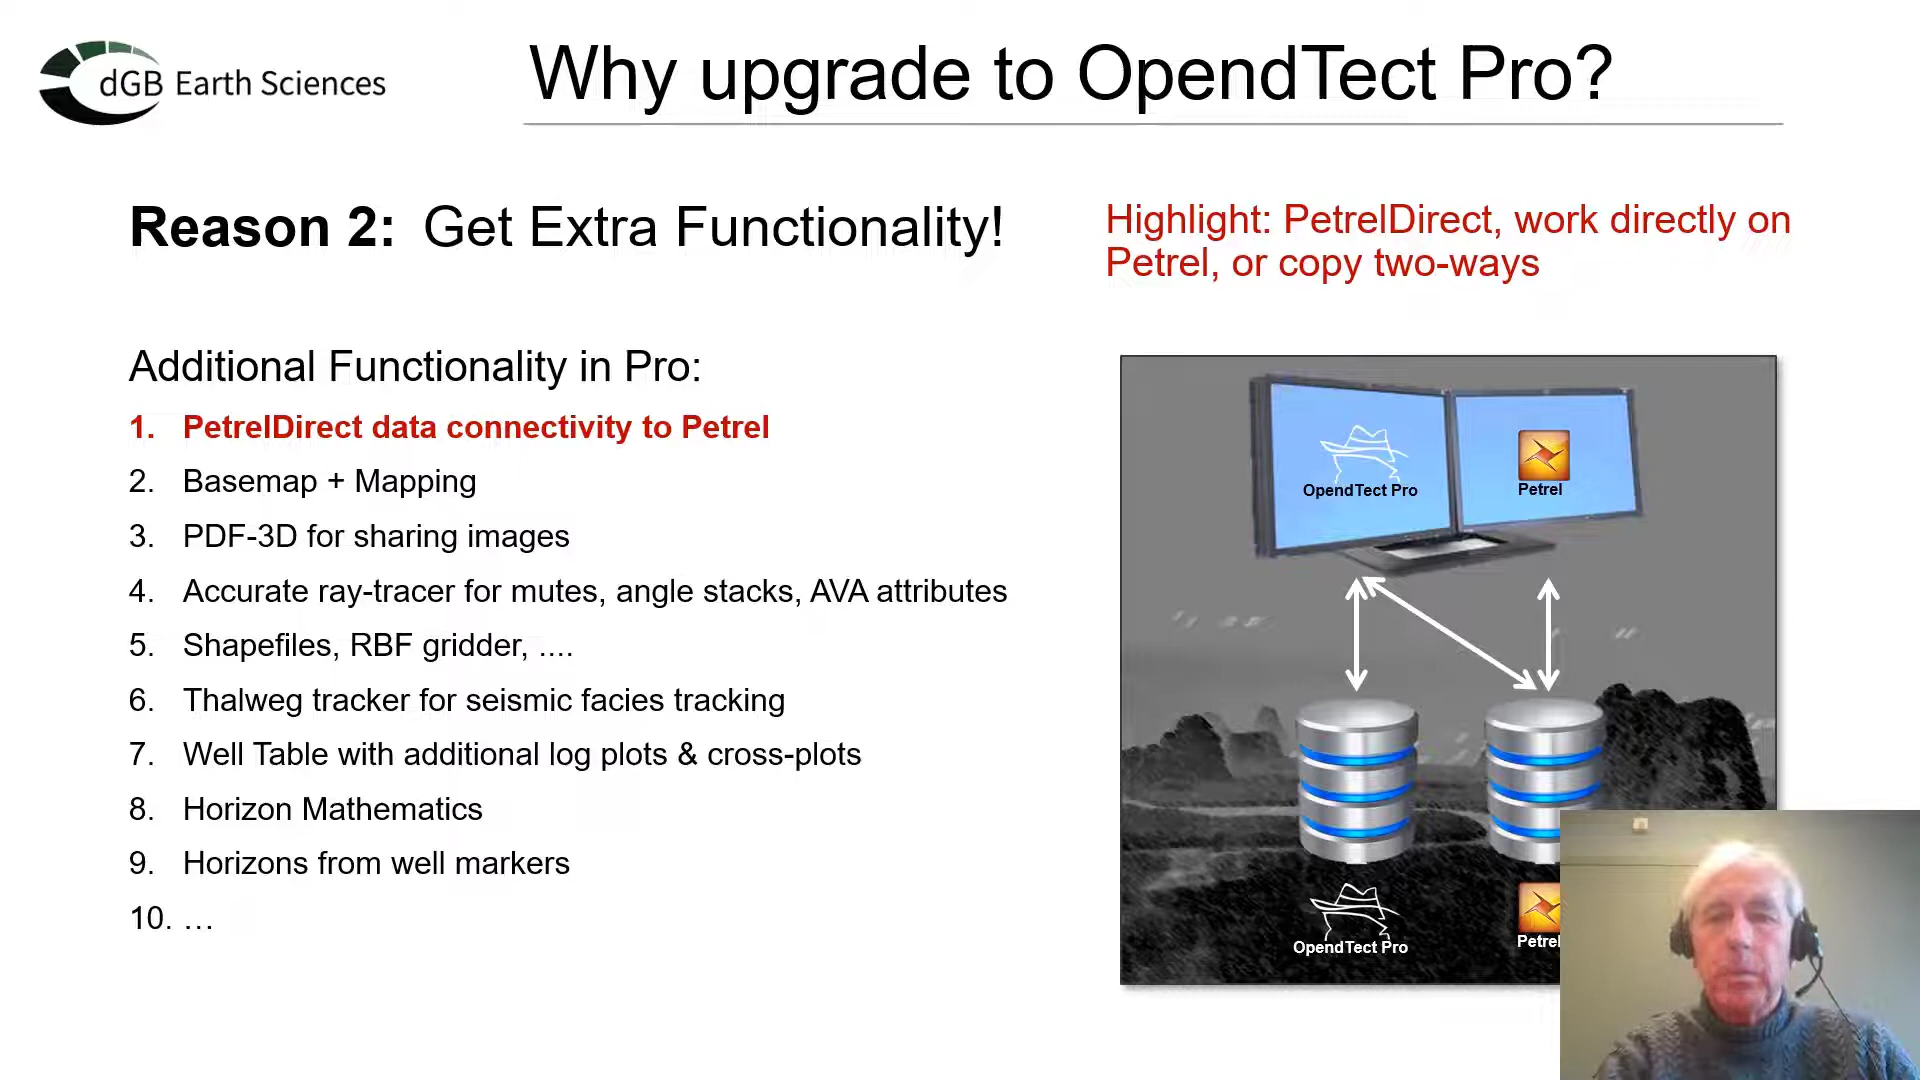 dGB Earth Sciences
Why upgrade to OpendTect Pro?
Reason 2: Get Extra Functionality!
Highlight: PetrelDirect, work directly on
Petrel, or copy two-ways
Additional Functionality in Pro:
1. PetrelDirect data connectivity to Petrel
2. Basemap + Mapping
3. PDF-3D for sharing images
4. Accurate ray-tracer for mutes, angle stacks, AVA attributes
5. Shapefiles, RBF gridder, ....
6. Thalweg tracker for seismic facies tracking
7. Well Table with additional log plots & cross-plots
8. Horizon Mathematics
9. Horizons from well markers
10. …
OpendTect Pro
Petrel
OpendTect Pro
Petrel